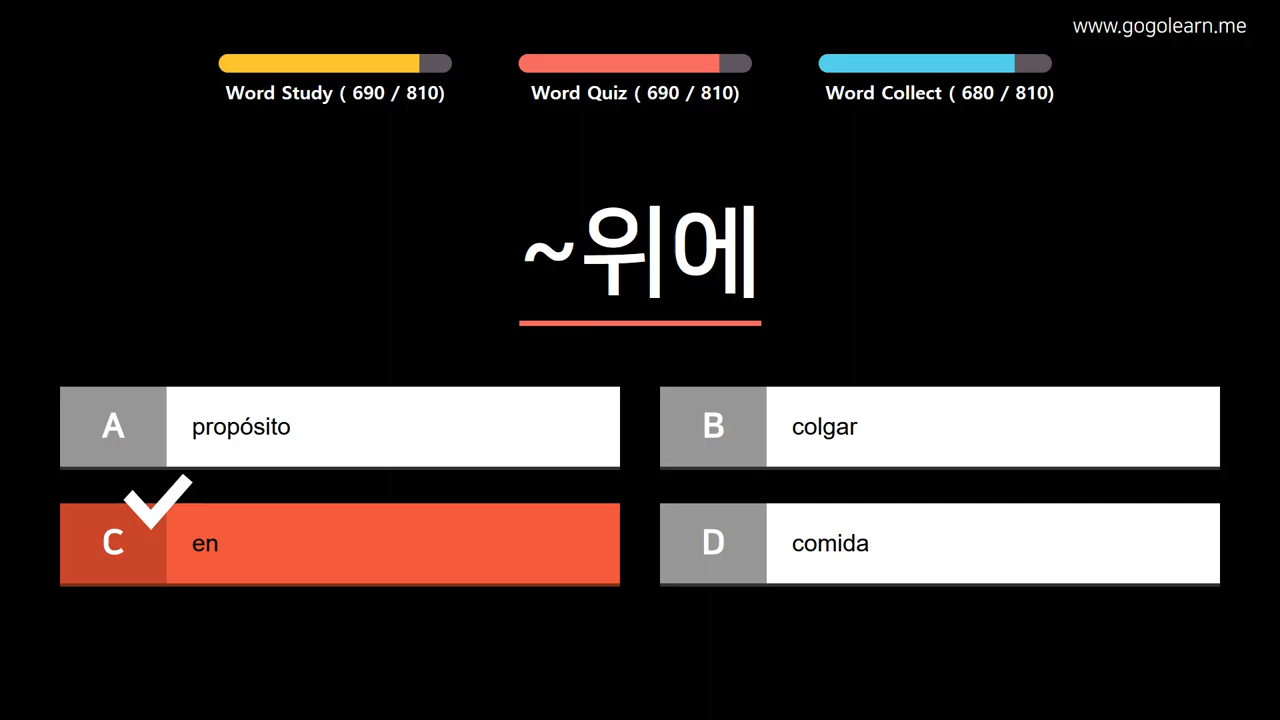 www.gogolearn.me
Word Study ( 690 / 810)
Word Quiz ( 690 / 810)
Word Collect ( 680 / 810)
~위에
A propósito
B colgar
C en
D comida